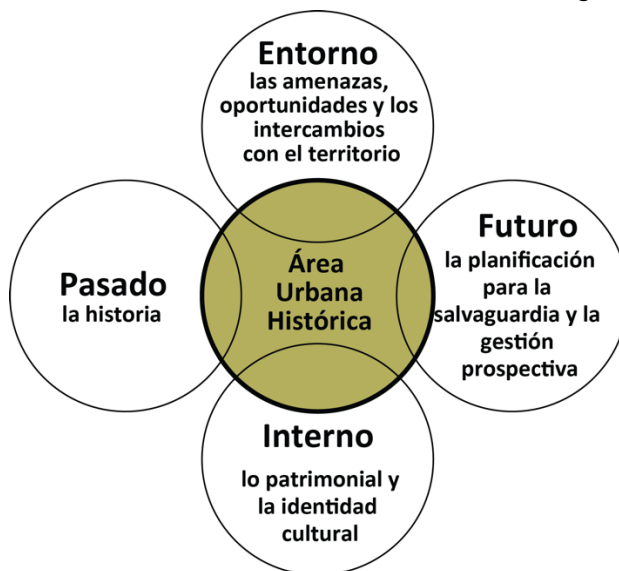 Entorno
las amenazas,
oportunidades y los
intercambios
con el territorio
Pasado
la historia
Área
Urbana
Histórica
Futuro
la planificación
para la
salvaguardia y la
gestión
prospectiva
Interno
lo patrimonial y
la identidad
cultural